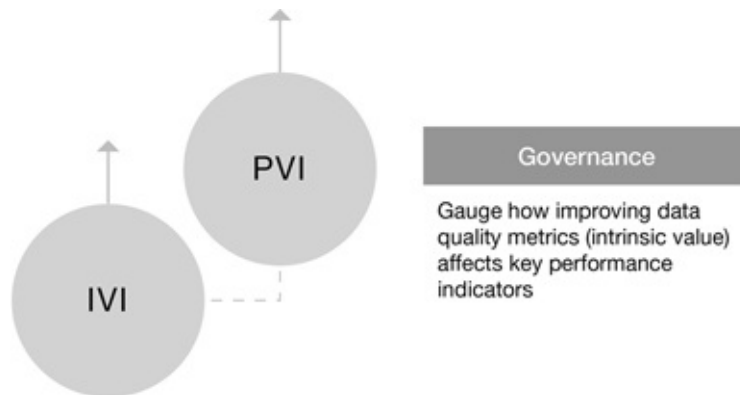 PVI
IVI
Governance
Gauge how improving data
quality metrics (intrinsic value)
affects key performance
indicators